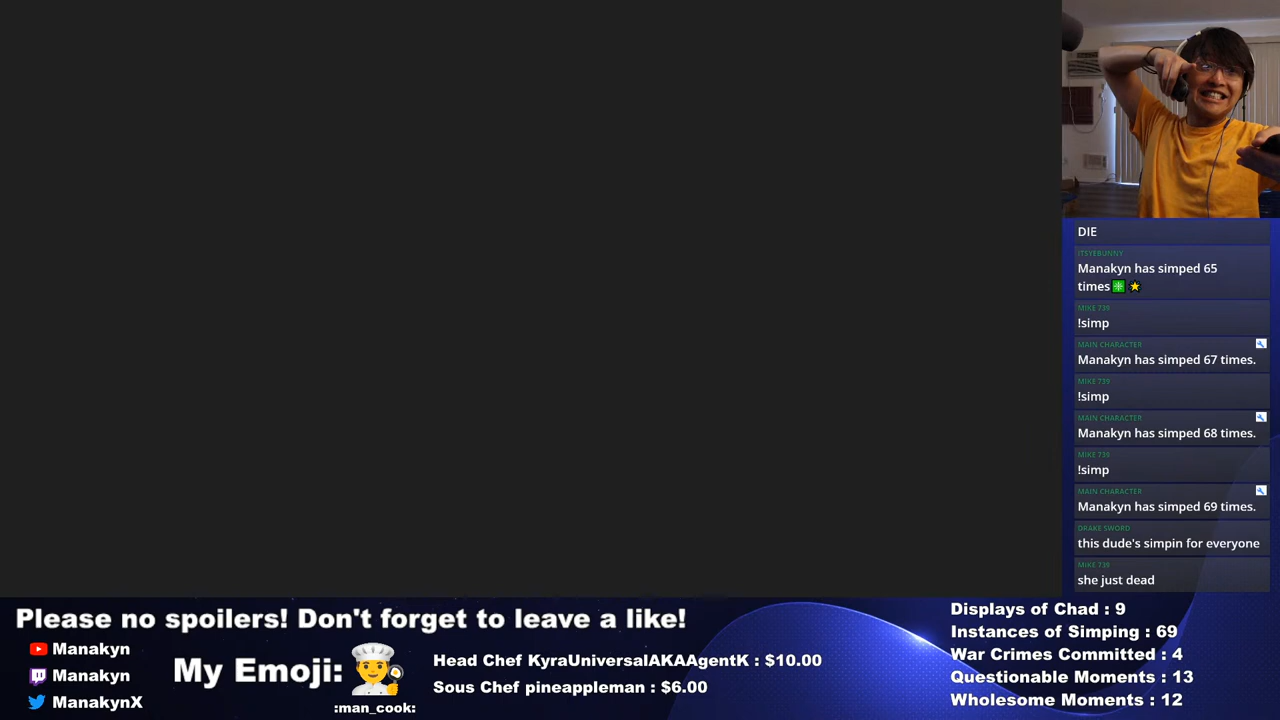 DIE
ITSYEBUNNY
Manakyn has simped 65
times
MIKE 739
!simp
MAIN CHARACTER
Manakyn has simped 67 times.
MIKE 739
!simp
MAIN CHARACTER
Manakyn has simped 68 times.
MIKE 739
!simp
MAIN CHARACTER
Manakyn has simped 69 times.
DRAKE SWORD
this dude's simpin for everyone
MIKE 739
she just dead
Please no spoilers! Don't forget to leave a like!
Manakyn
Manakyn
ManakynX
My Emoji:
:man_cook:
Head Chef KyraUniversalAKAAgentK : $10.00
Sous Chef pineappleman : $6.00
Displays of Chad : 9
Instances of Simping : 69
War Crimes Committed : 4
Questionable Moments : 13
Wholesome Moments : 12